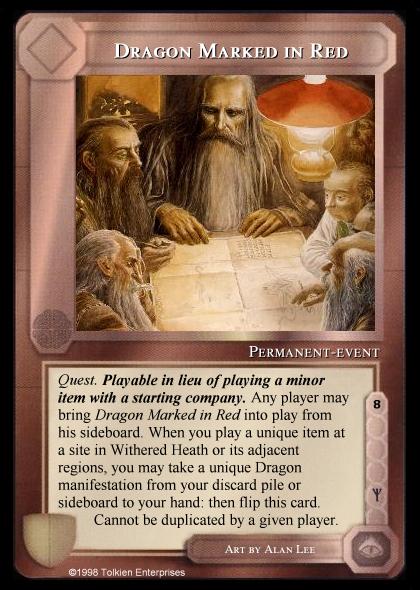 Dragon Marked in Red
Permanent-event
Quest. Playable in lieu of playing a minor
item with a starting company. Any player may
bring Dragon Marked in Red into play from
his sideboard. When you play a unique item at
a site in Withered Heath or its adjacent
regions, you may take a unique Dragon
manifestation from your discard pile or
sideboard to your hand: then flip this card.
Cannot be duplicated by a given player.
8
Art by Alan Lee
©1998 Tolkien Enterprises